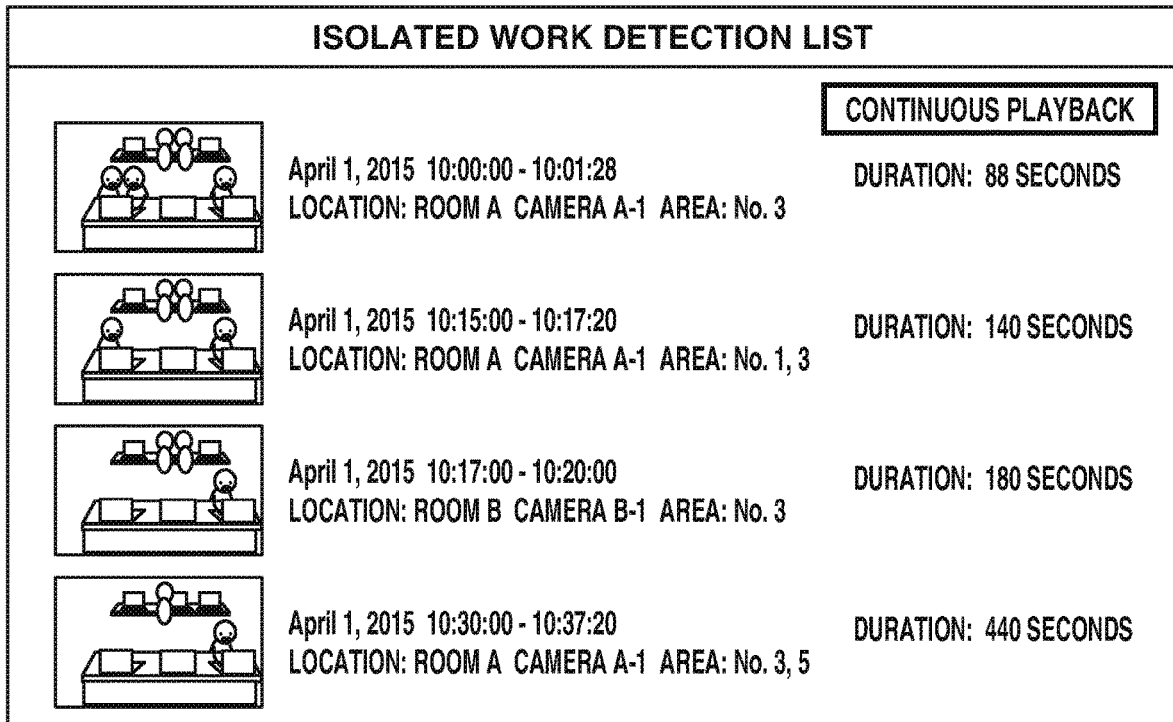 ISOLATED WORK DETECTION LIST
CONTINUOUS PLAYBACK
April 1, 2015 10:00:00 - 10:01:28
DURATION: 88 SECONDS
LOCATION: ROOM A CAMERA A-1 AREA: No. 3
April 1, 2015 10:15:00 - 10:17:20
DURATION: 140 SECONDS
LOCATION: ROOM A CAMERA A-1 AREA: No. 1, 3
April 1, 2015 10:17:00 - 10:20:00
DURATION: 180 SECONDS
LOCATION: ROOM B CAMERA B-1 AREA: No. 3
April 1, 2015 10:30:00 - 10:37:20
DURATION: 440 SECONDS
LOCATION: ROOM A CAMERA A-1 AREA: No. 3, 5